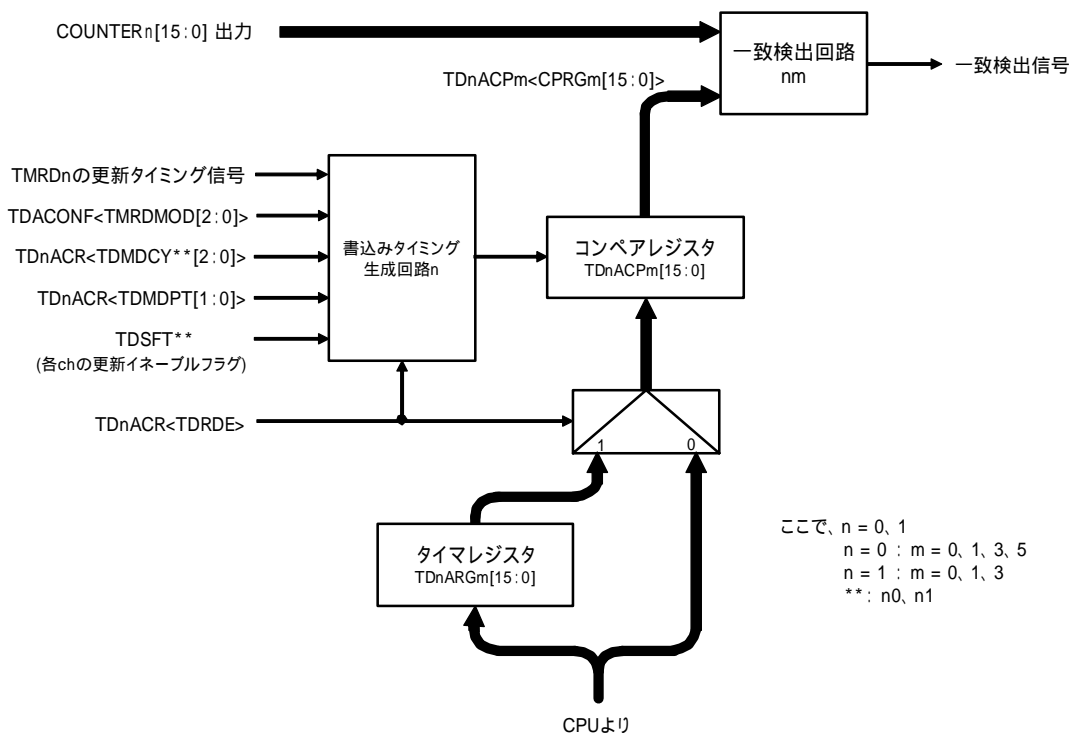 COUNTERn[15:0] 出力
一致検出回路
nm
一致検出信号
TDnACPm<CPRGm[15:0]>
TMRDnの更新タイミング信号
TDACONF<TMRDMOD[2:0]>
TDnACR<TDMDCY**[2:0]>
TDnACR<TDMDPT[1:0]>
TDSFT**
(各chの更新イネーブルフラグ)
書込みタイミング
生成回路n
コンペアレジスタ
TDnACPm[15:0]
TDnACR<TDRDE>
1
0
タイマレジスタ
TDnARGm[15:0]
ここで、n = 0、1
n = 0 : m = 0、1、3、5
n = 1 : m = 0、1、3
**: n0、n1
CPUより